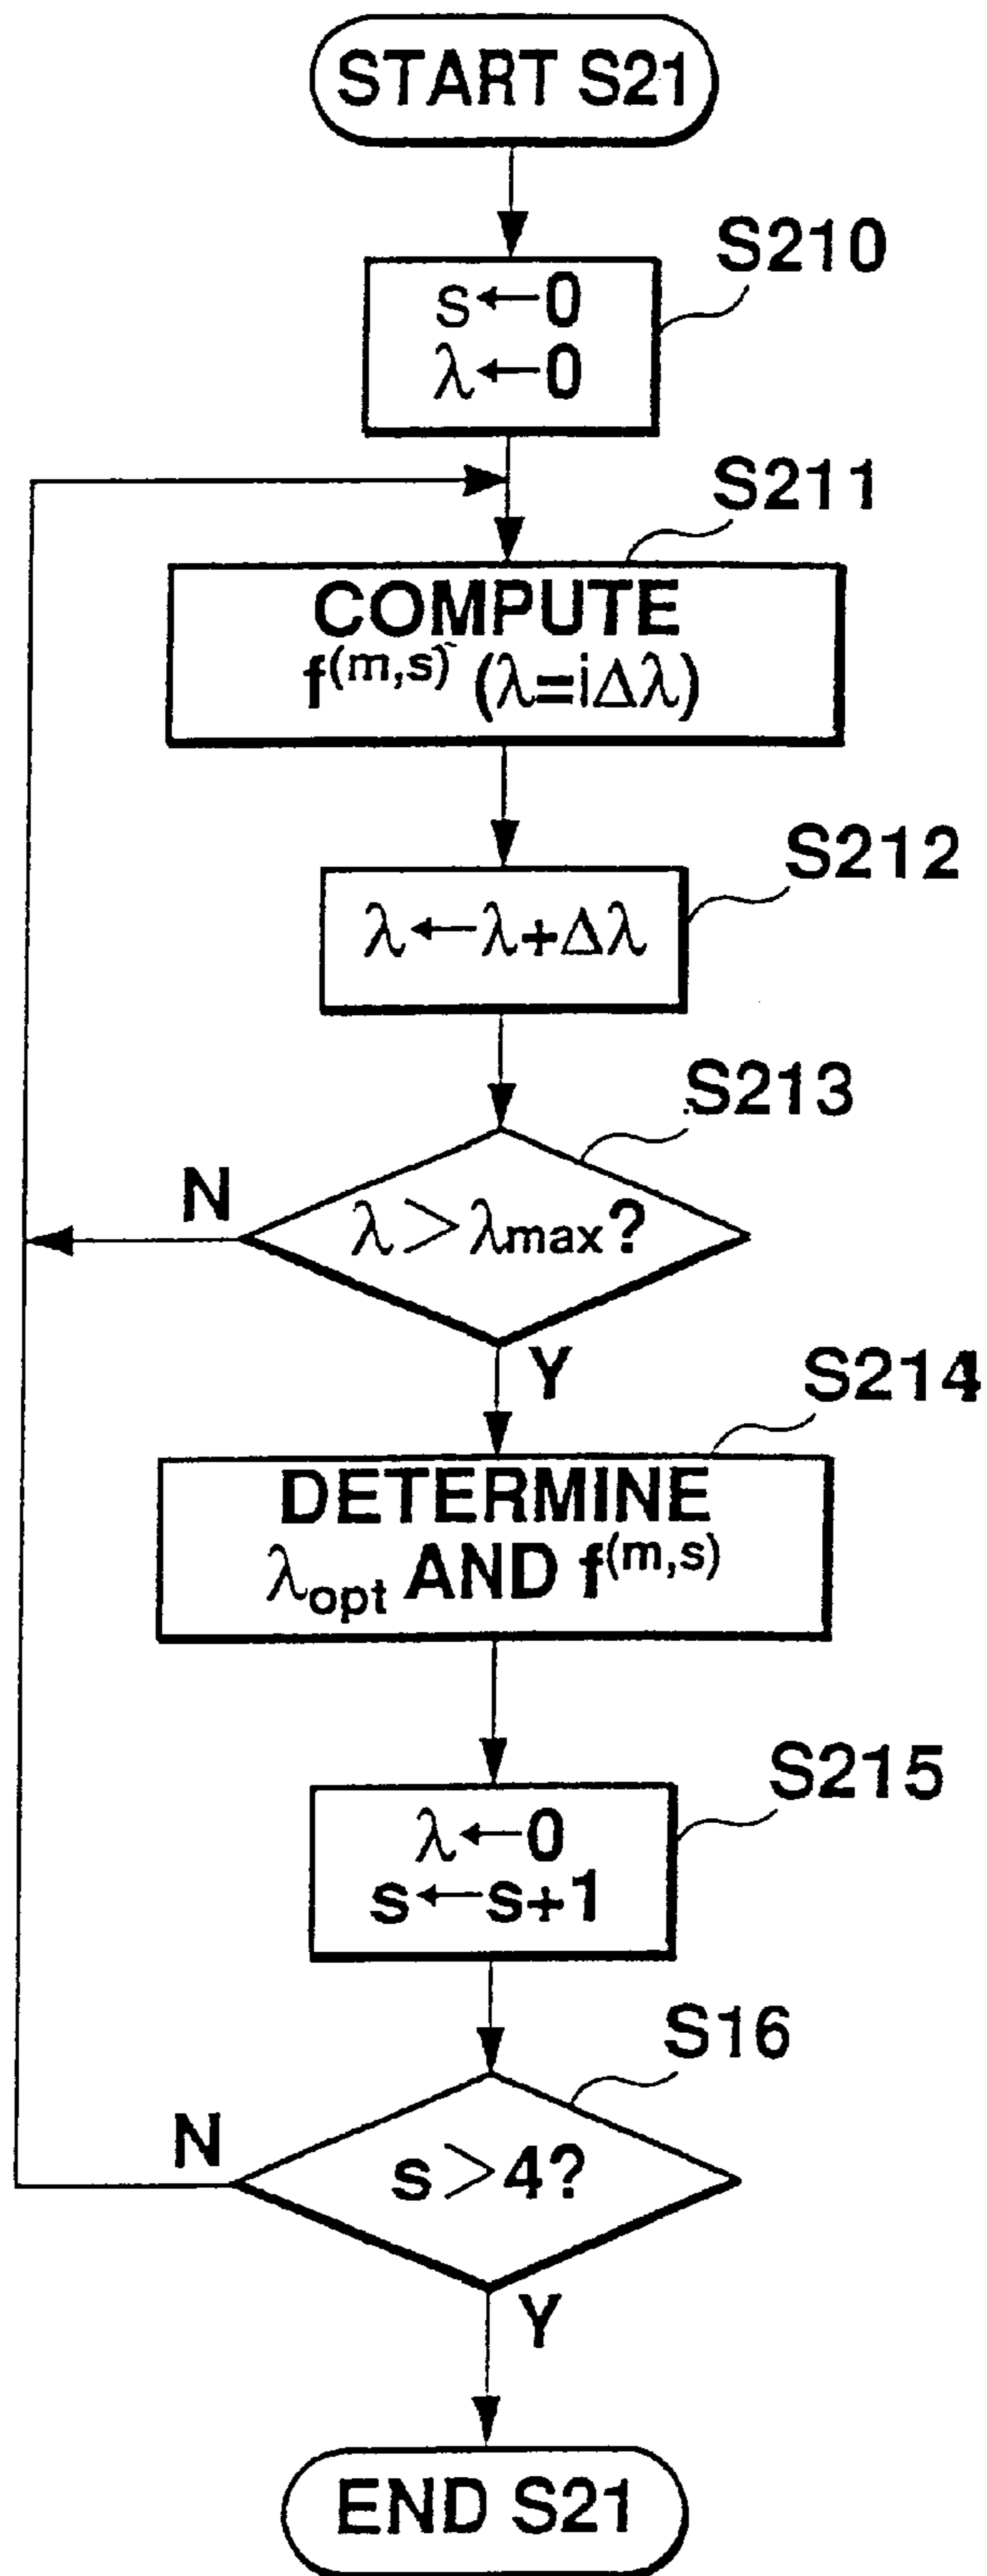 START S21
S210
s←0
λ←0
S211
COMPUTE
f(m,s) (λ=iΔλ)
S212
λ←λ+Δλ
S213
N
λ>λmax?
Y
S214
DETERMINE
λopt AND f(m,s)
S215
λ←0
s←s+1
S16
N
s>4?
Y
END S21